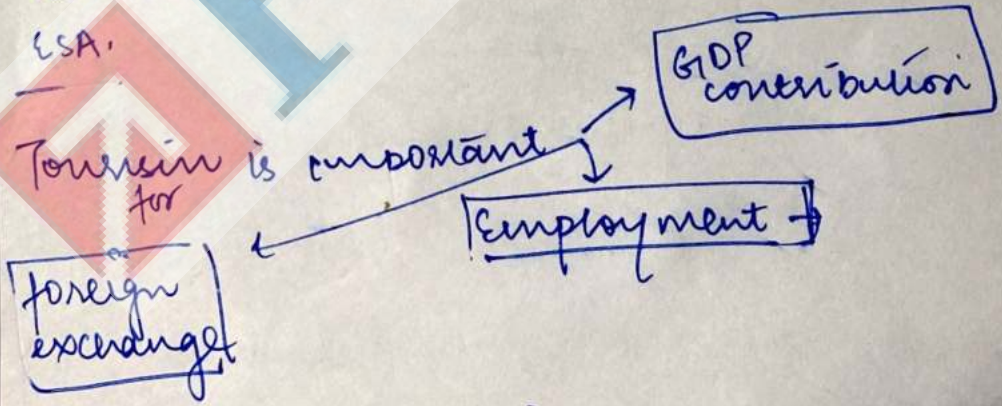 ESA.
GDP
contribution
Tourism is important
for
Employment
foreign
exchange